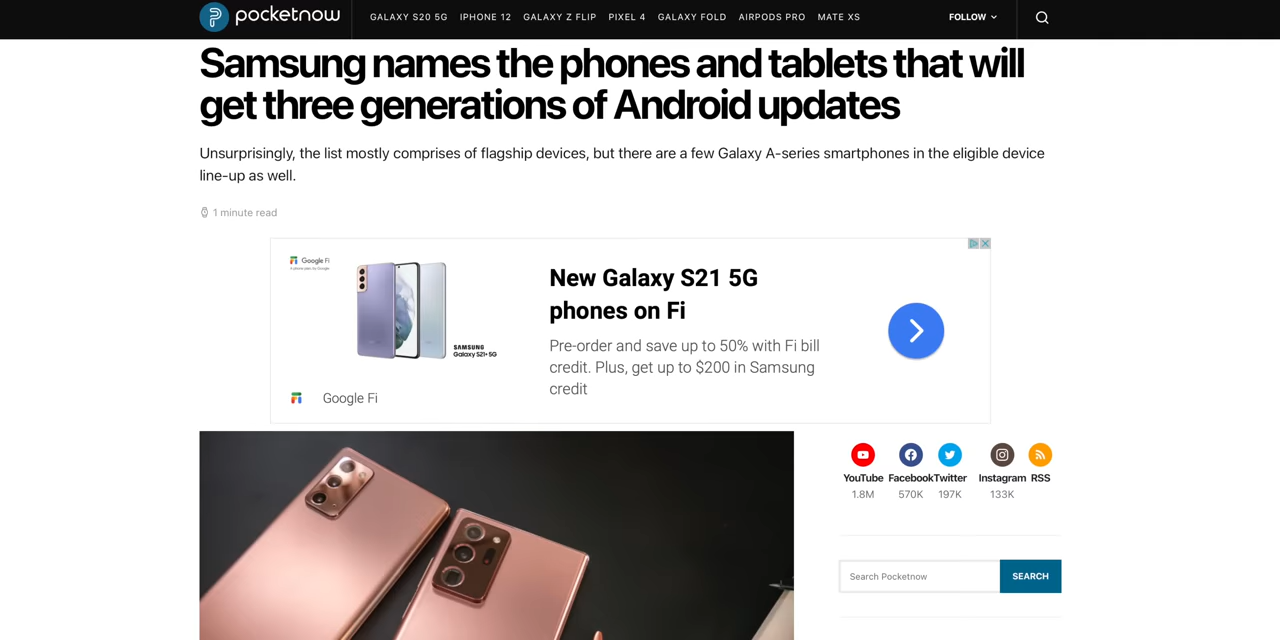 pocketnow
GALAXY S20 5G IPHONE 12 GALAXY Z FLIP PIXEL 4 GALAXY FOLD AIRPODS PRO MATE XS
FOLLOW
Samsung names the phones and tablets that will
get three generations of Android updates
Unsurprisingly, the list mostly comprises of flagship devices, but there are a few Galaxy A-series smartphones in the eligible device
line-up as well.
1 minute read
Google Fi
A phone plan by Google
SAMSUNG
Galaxy S21+ 5G
New Galaxy S21 5G
phones on Fi
Pre-order and save up to 50% with Fi bill
credit. Plus, get up to $200 in Samsung
credit
Google Fi
YouTube Facebook Twitter Instagram RSS
1.8M 570K 197K 133K
Search Pocketnow SEARCH